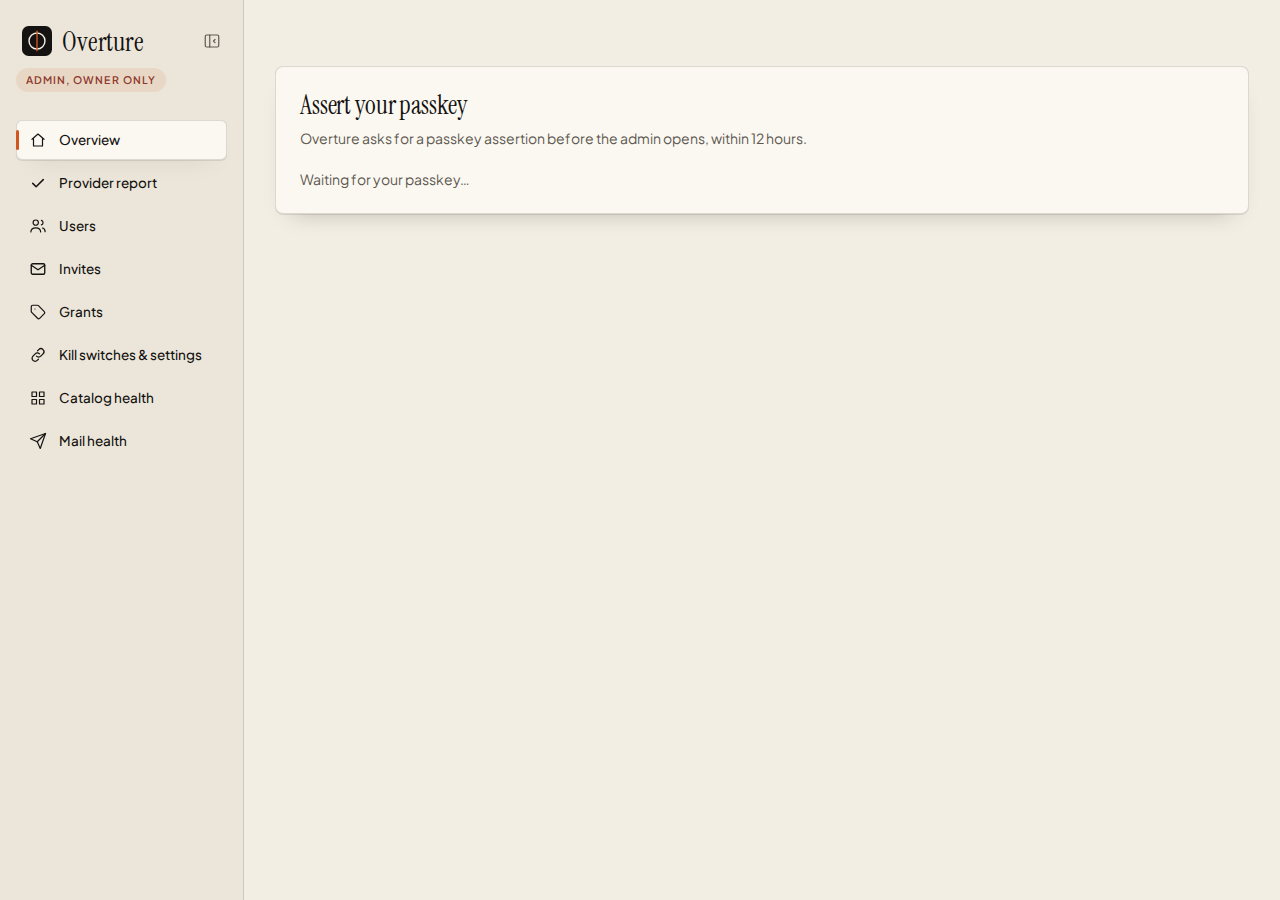 Overture
ADMIN, OWNER ONLY
Overview
Provider report
Users
Invites
Grants
Kill switches & settings
Catalog health
Mail health
Assert your passkey
Overture asks for a passkey assertion before the admin opens, within 12 hours.
Waiting for your passkey…